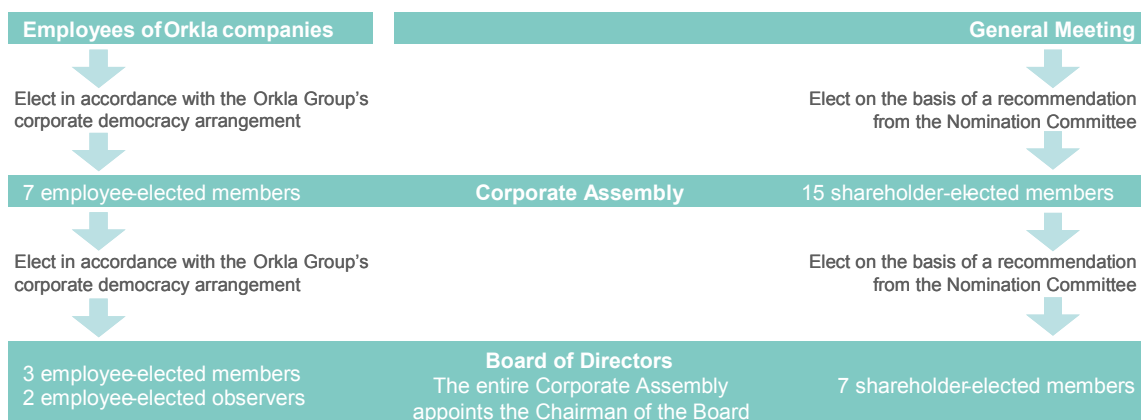 Employees of Orkla companies
General Meeting
Elect in accordance with the Orkla Group's
corporate democracy arrangement
Elect on the basis of a recommendation
from the Nomination Committee
7 employee-elected members
Corporate Assembly
15 shareholder-elected members
Elect in accordance with the Orkla Group's
corporate democracy arrangement
Elect on the basis of a recommendation
from the Nomination Committee
3 employee-elected members
2 employee-elected observers
Board of Directors
The entire Corporate Assembly
appoints the Chairman of the Board
7 shareholder-elected members